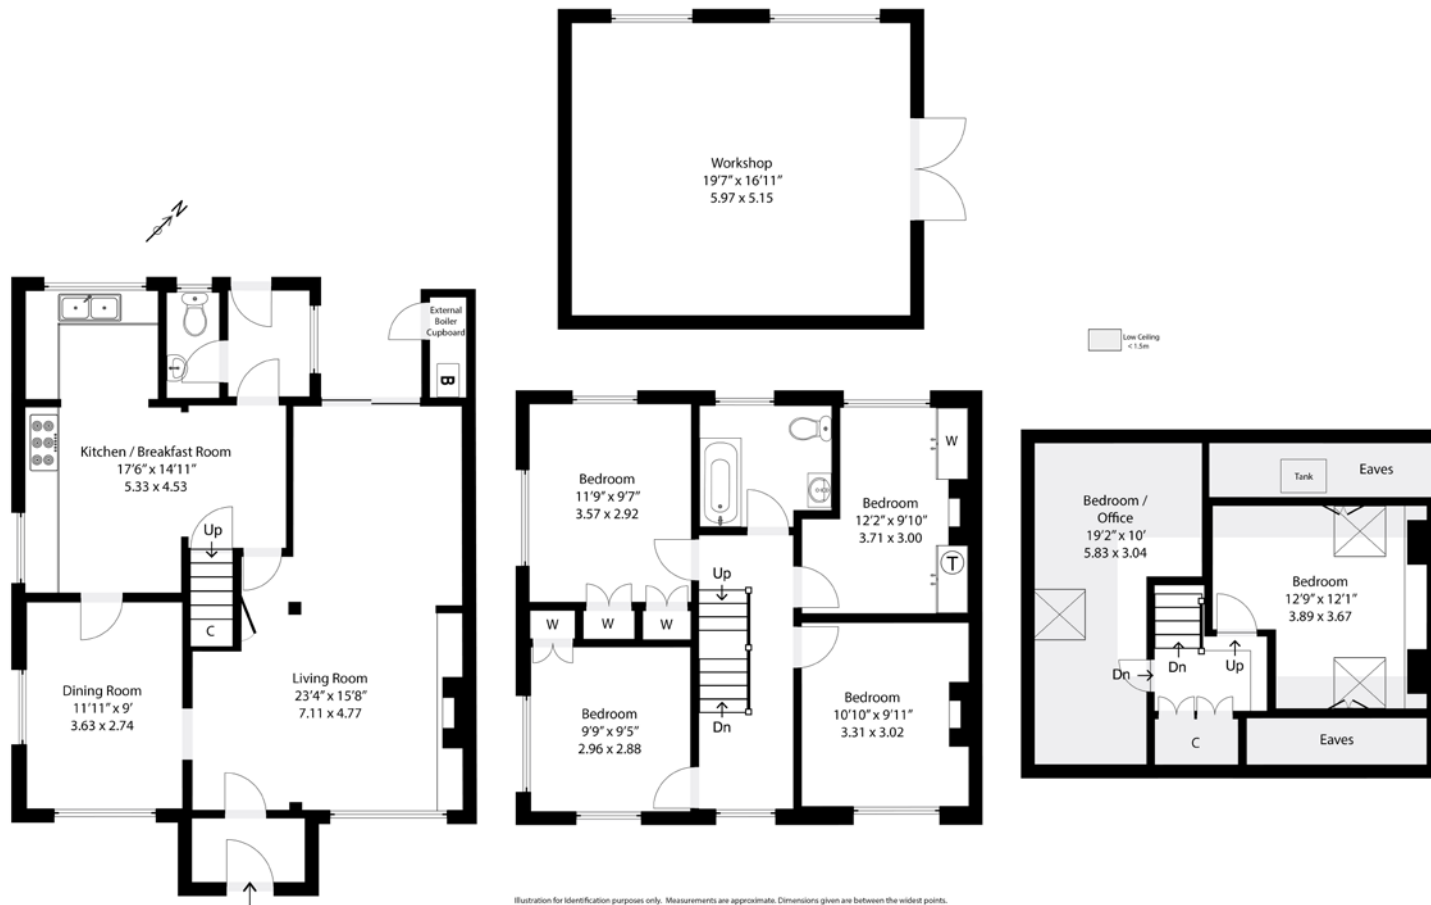 Workshop
19'7" x 16'11"
5.97 x 5.15
N
External
Boiler
Cupboard
B
Kitchen / Breakfast Room
17'6" x 14'11"
5.33 x 4.53
Up
C
Dining Room
11'11" x 9'
3.63 x 2.74
Living Room
23'4" x 15'8"
7.11 x 4.77
Bedroom
11'9" x 9'7"
3.57 x 2.92
W
W
W
Bedroom
9'9" x 9'5"
2.96 x 2.88
Up
Dn
W
Bedroom
12'2" x 9'10"
3.71 x 3.00
T
Bedroom
10'10" x 9'11"
3.31 x 3.02
Low Ceiling
< 1.5m
Bedroom /
Office
19'2" x 10'
5.83 x 3.04
Tank
Eaves
Bedroom
12'9" x 12'1"
3.89 x 3.67
Dn
Dn
Up
C
Eaves
Illustration for identification purposes only. Measurements are approximate. Dimensions given are between the widest points.